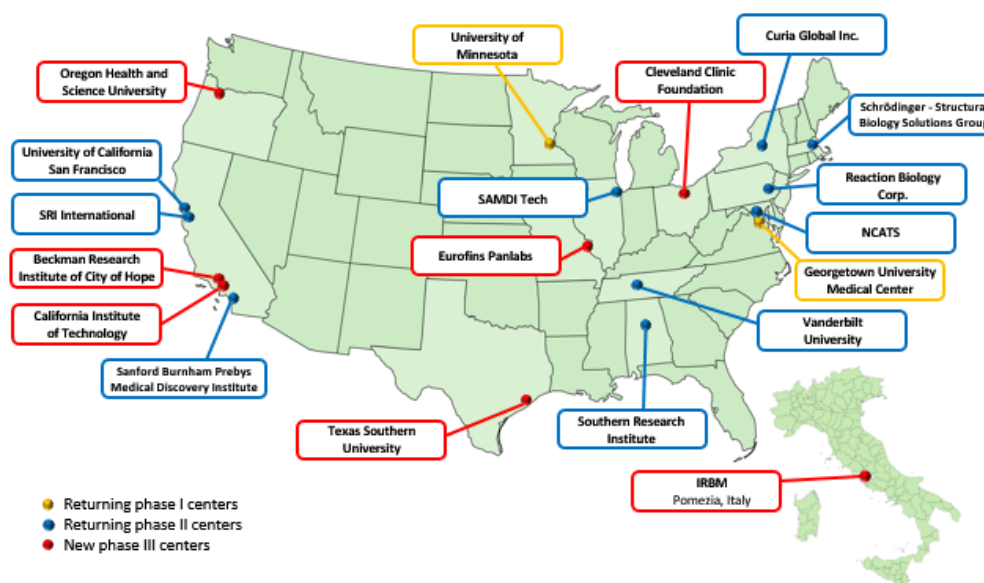 University of
Minnesota
Curia Global Inc.
Oregon Health and
Science University
Cleveland Clinic
Foundation
Schrödinger - Structural
Biology Solutions Group
University of California
San Francisco
SAMDI Tech
Reaction Biology
Corp.
SRI International
NCATS
Beckman Research
Institute of City of Hope
Eurofins Panlabs
Georgetown University
Medical Center
California Institute
of Technology
Vanderbilt
University
Sanford Burnham Prebys
Medical Discovery Institute
Texas Southern
University
Southern Research
Institute
IRBM
Pomezia, Italy
Returning phase I centers
Returning phase II centers
New phase III centers